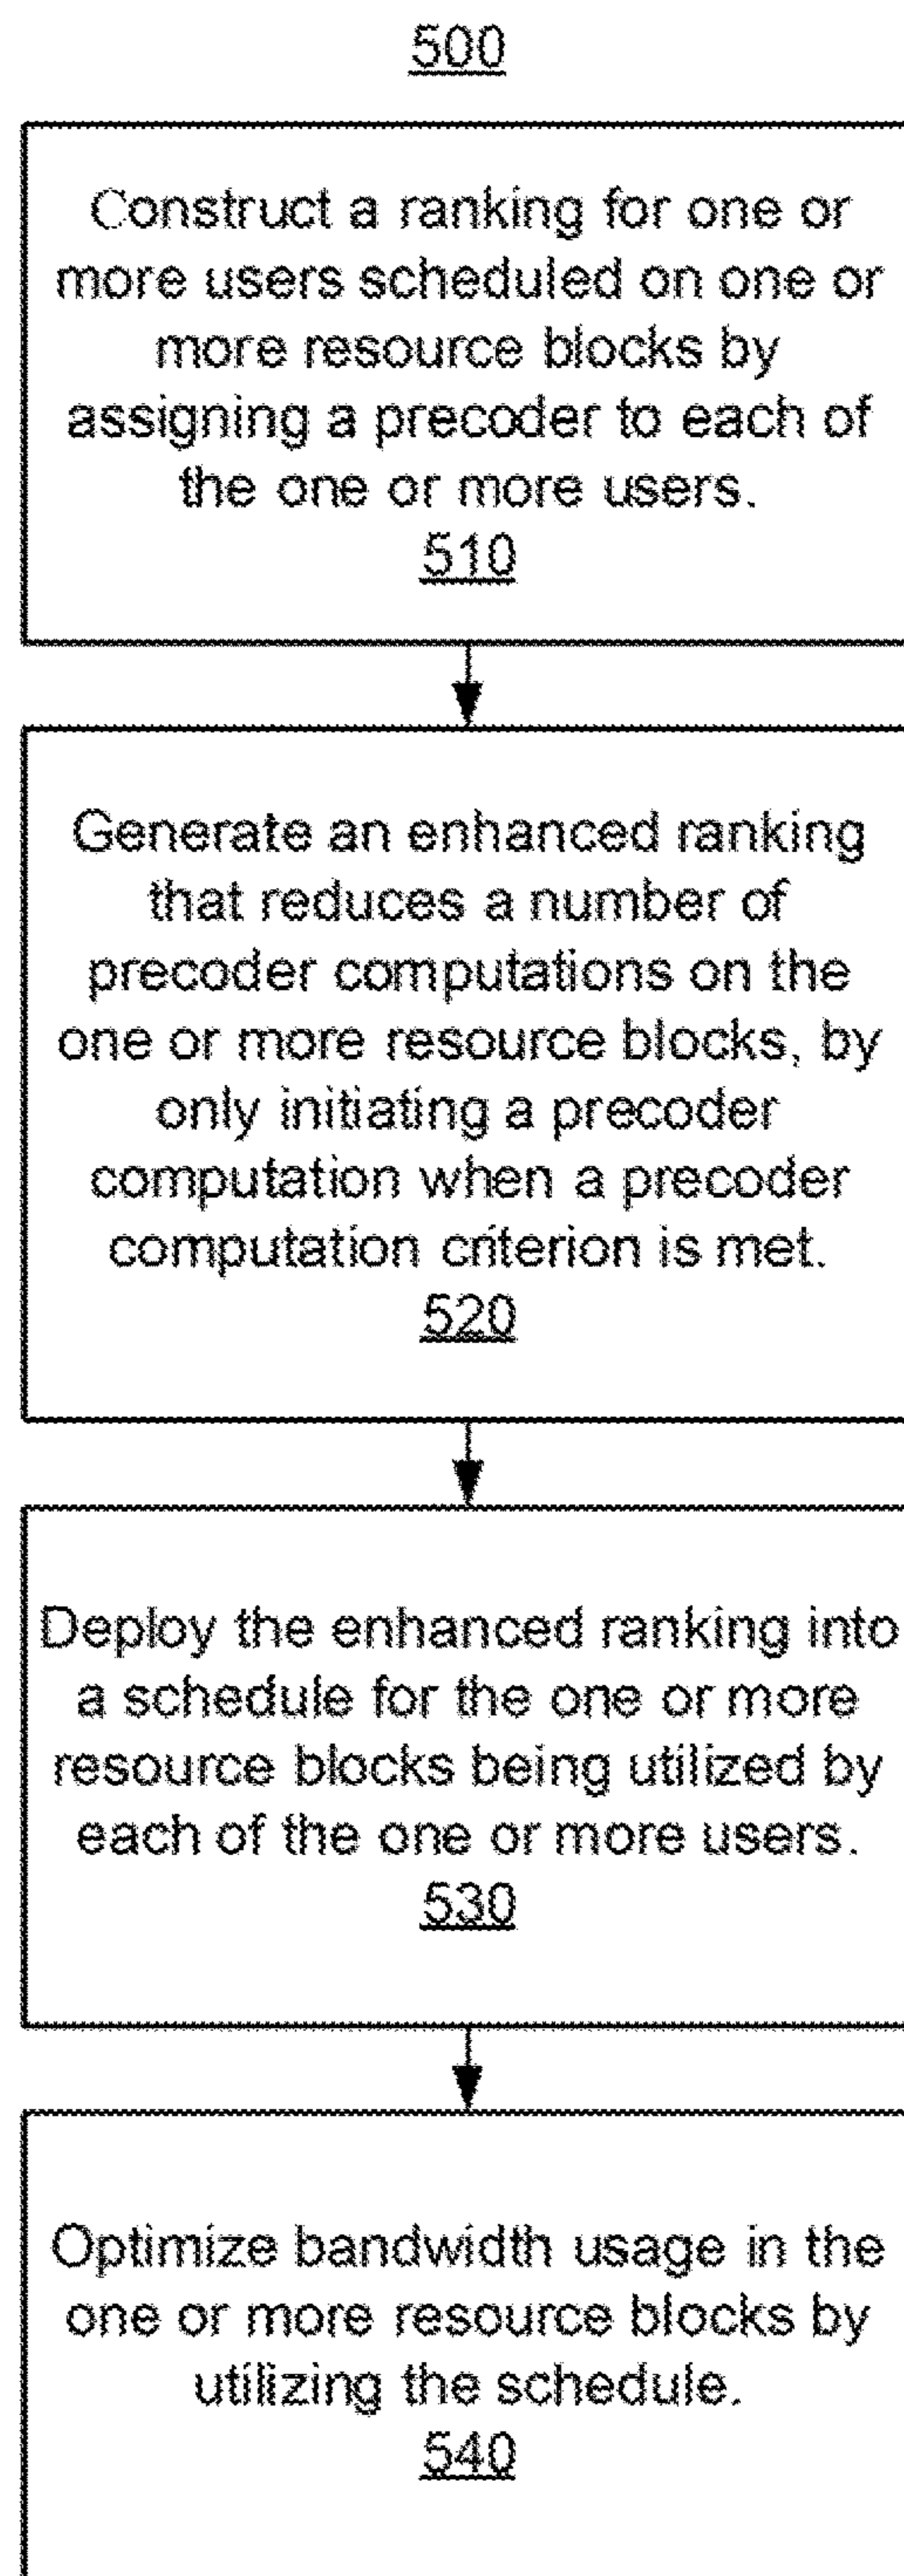 500
Construct a ranking for one or
more users scheduled on one or
more resource blocks by
assigning a precoder to each of
the one or more users.
510
Generate an enhanced ranking
that reduces a number of
precoder computations on the
one or more resource blocks, by
only initiating a precoder
computation when a precoder
computation criterion is met.
520
Deploy the enhanced ranking into
a schedule for the one or more
resource blocks being utilized by
each of the one or more users.
530
Optimize bandwidth usage in the
one or more resource blocks by
utilizing the schedule.
540